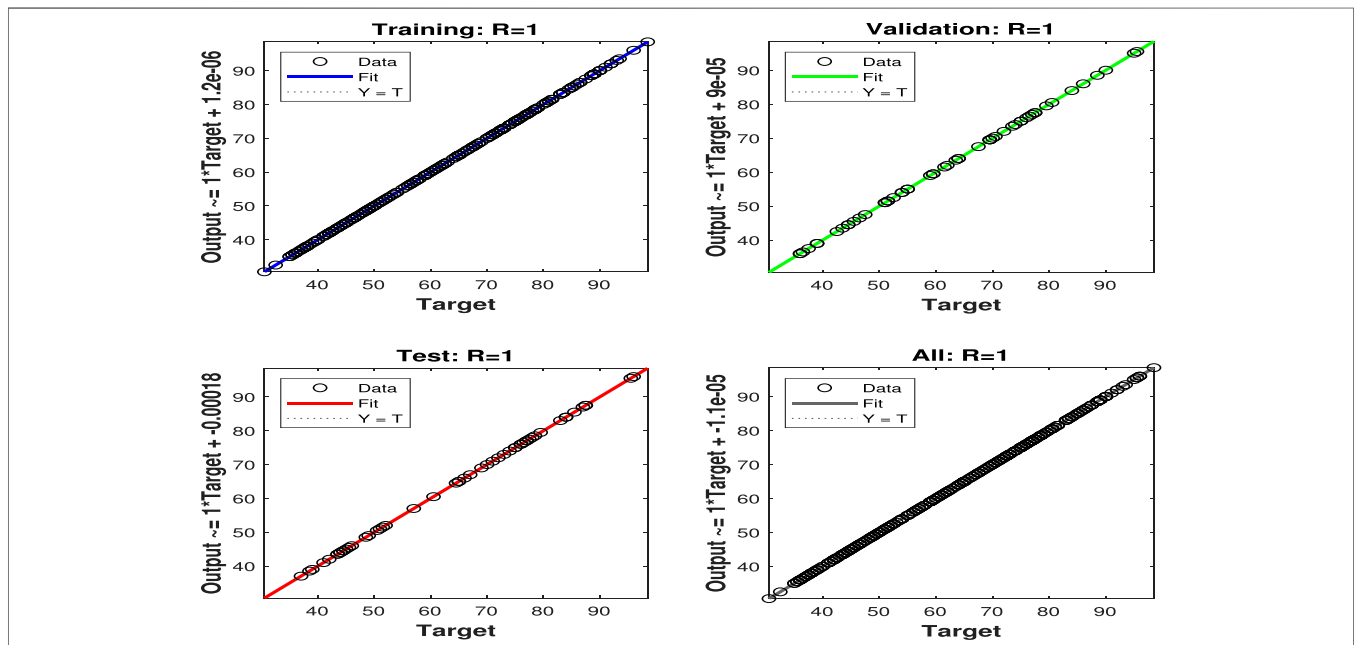 Training: R=1
Output ~= 1*Target + 1.2e-06
Data
Fit
Y = T
90
80
70
60
50
40
40 50 60 70 80 90
Target
Validation: R=1
Output ~= 1*Target + 9e-05
Data
Fit
Y = T
90
80
70
60
50
40
40 50 60 70 80 90
Target
Test: R=1
Output ~= 1*Target + -0.00018
Data
Fit
Y = T
90
80
70
60
50
40
40 50 60 70 80 90
Target
All: R=1
Output ~= 1*Target + -1.1e-05
Data
Fit
Y = T
90
80
70
60
50
40
40 50 60 70 80 90
Target